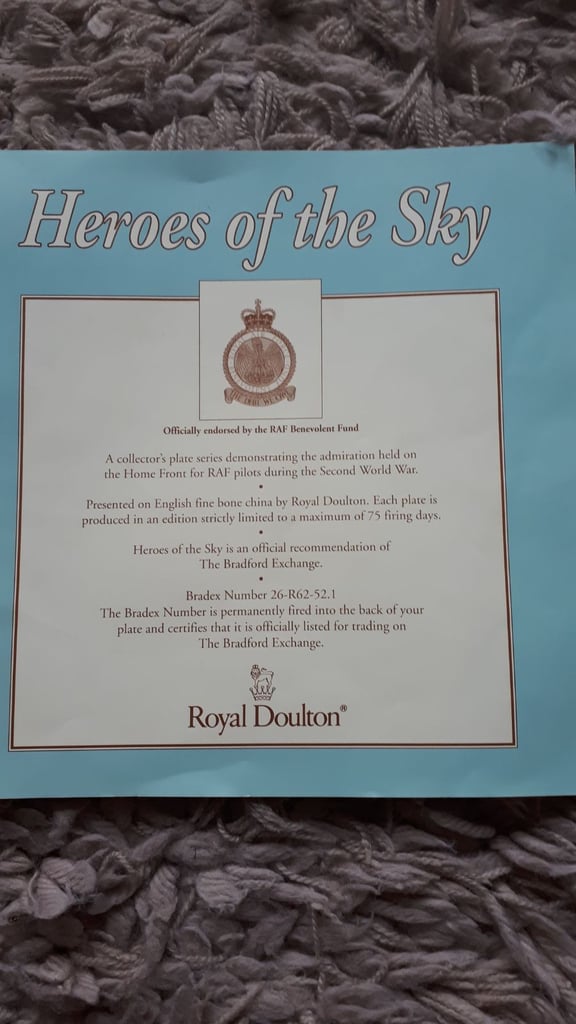 Heroes of the Sky
Officially endorsed by the RAF Benevolent Fund
A collector's plate series demonstrating the admiration held on
the Home Front for RAF pilots during the Second World War.
•
Presented on English fine bone china by Royal Doulton. Each plate is
produced in an edition strictly limited to a maximum of 75 firing days.
•
Heroes of the Sky is an official recommendation of
The Bradford Exchange.
•
Bradex Number 26-R62-52.1
The Bradex Number is permanently fired into the back of your
plate and certifies that it is officially listed for trading on
The Bradford Exchange.
Royal Doulton®